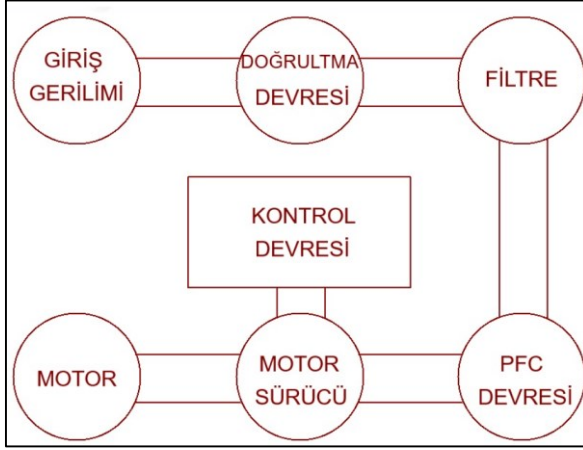 GİRİŞ
GERİLİMİ
DOĞRULTMA
DEVRESİ
FİLTRE
KONTROL
DEVRESİ
MOTOR
MOTOR
SÜRÜCÜ
PFC
DEVRESİ